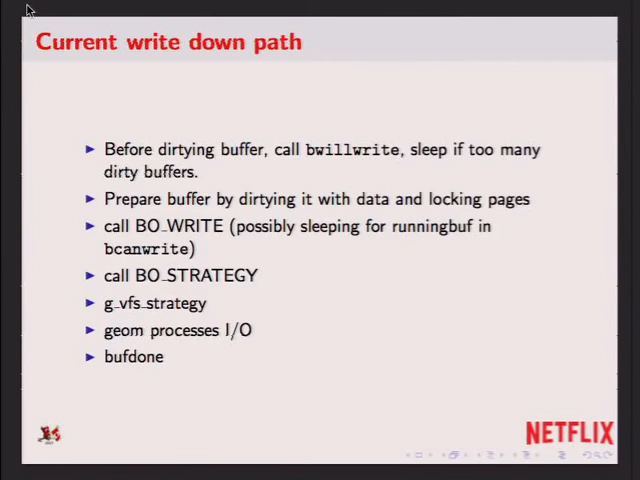 Current write down path
Before dirtying buffer, call bwillwrite, sleep if too many
dirty buffers.
Prepare buffer by dirtying it with data and locking pages
call BO_WRITE (possibly sleeping for runningbuf in
bcanwrite)
call BO_STRATEGY
g_vfs_strategy
geom processes I/O
bufdone
NETFLIX